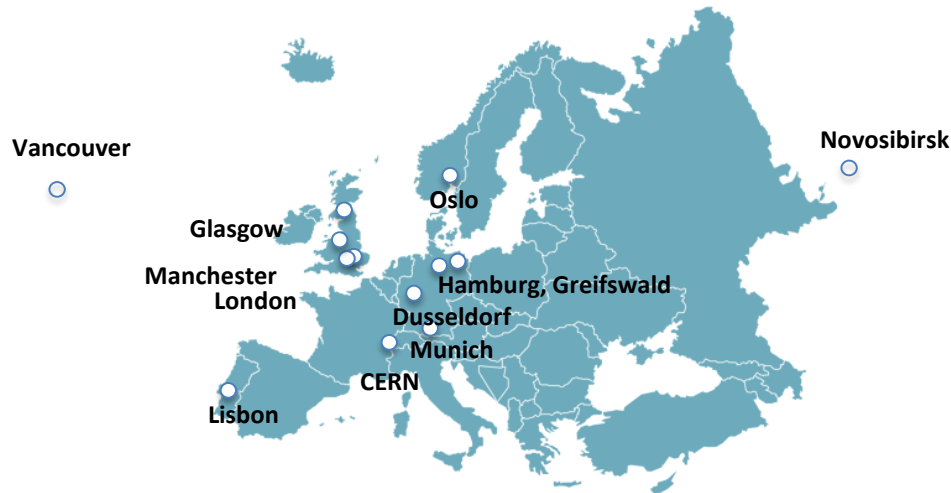 Vancouver
Novosibirsk
Oslo
Glasgow
Manchester
London
Hamburg, Greifswald
Dusseldorf
Munich
CERN
Lisbon